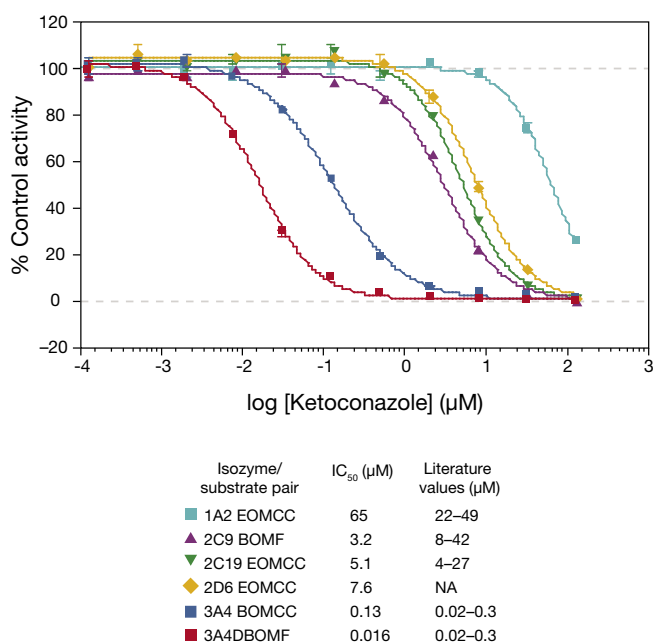 120
100
80
60
40
20
0
−20
% Control activity
-4 -3 -2 -1 0 1 2 3
log [Ketoconazole] (µM)
Isozyme/ substrate pair IC50 (µM) Literature values (µM)
1A2 EOMCC 65 22–49
2C9 BOMF 3.2 8–42
2C19 EOMCC 5.1 4–27
2D6 EOMCC 7.6 NA
3A4 BOMCC 0.13 0.02–0.3
3A4DBOMF 0.016 0.02–0.3